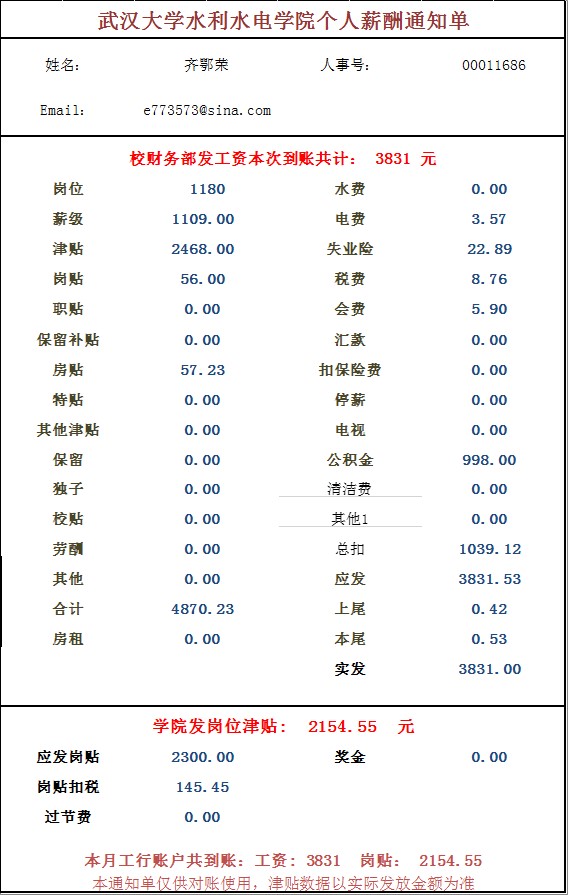 武汉大学水利水电学院个人薪酬通知单
姓名： 齐鄂荣 人事号： 00011686
Email： e773573@sina.com
校财务部发工资本次到账共计： 3831 元
岗位 1180 水费 0.00
薪级 1109.00 电费 3.57
津贴 2468.00 失业险 22.89
岗贴 56.00 税费 8.76
职贴 0.00 会费 5.90
保留补贴 0.00 汇款 0.00
房贴 57.23 扣保险费 0.00
特贴 0.00 停薪 0.00
其他津贴 0.00 电视 0.00
保留 0.00 公积金 998.00
独子 0.00 清洁费 0.00
校贴 0.00 其他1 0.00
劳酬 0.00 总扣 1039.12
其他 0.00 应发 3831.53
合计 4870.23 上尾 0.42
房租 0.00 本尾 0.53
实发 3831.00
学院发岗位津贴： 2154.55 元
应发岗贴 2300.00 奖金 0.00
岗贴扣税 145.45
过节费 0.00
本月工行账户共到账：工资：3831 岗贴： 2154.55
本通知单仅供对账使用，津贴数据以实际发放金额为准